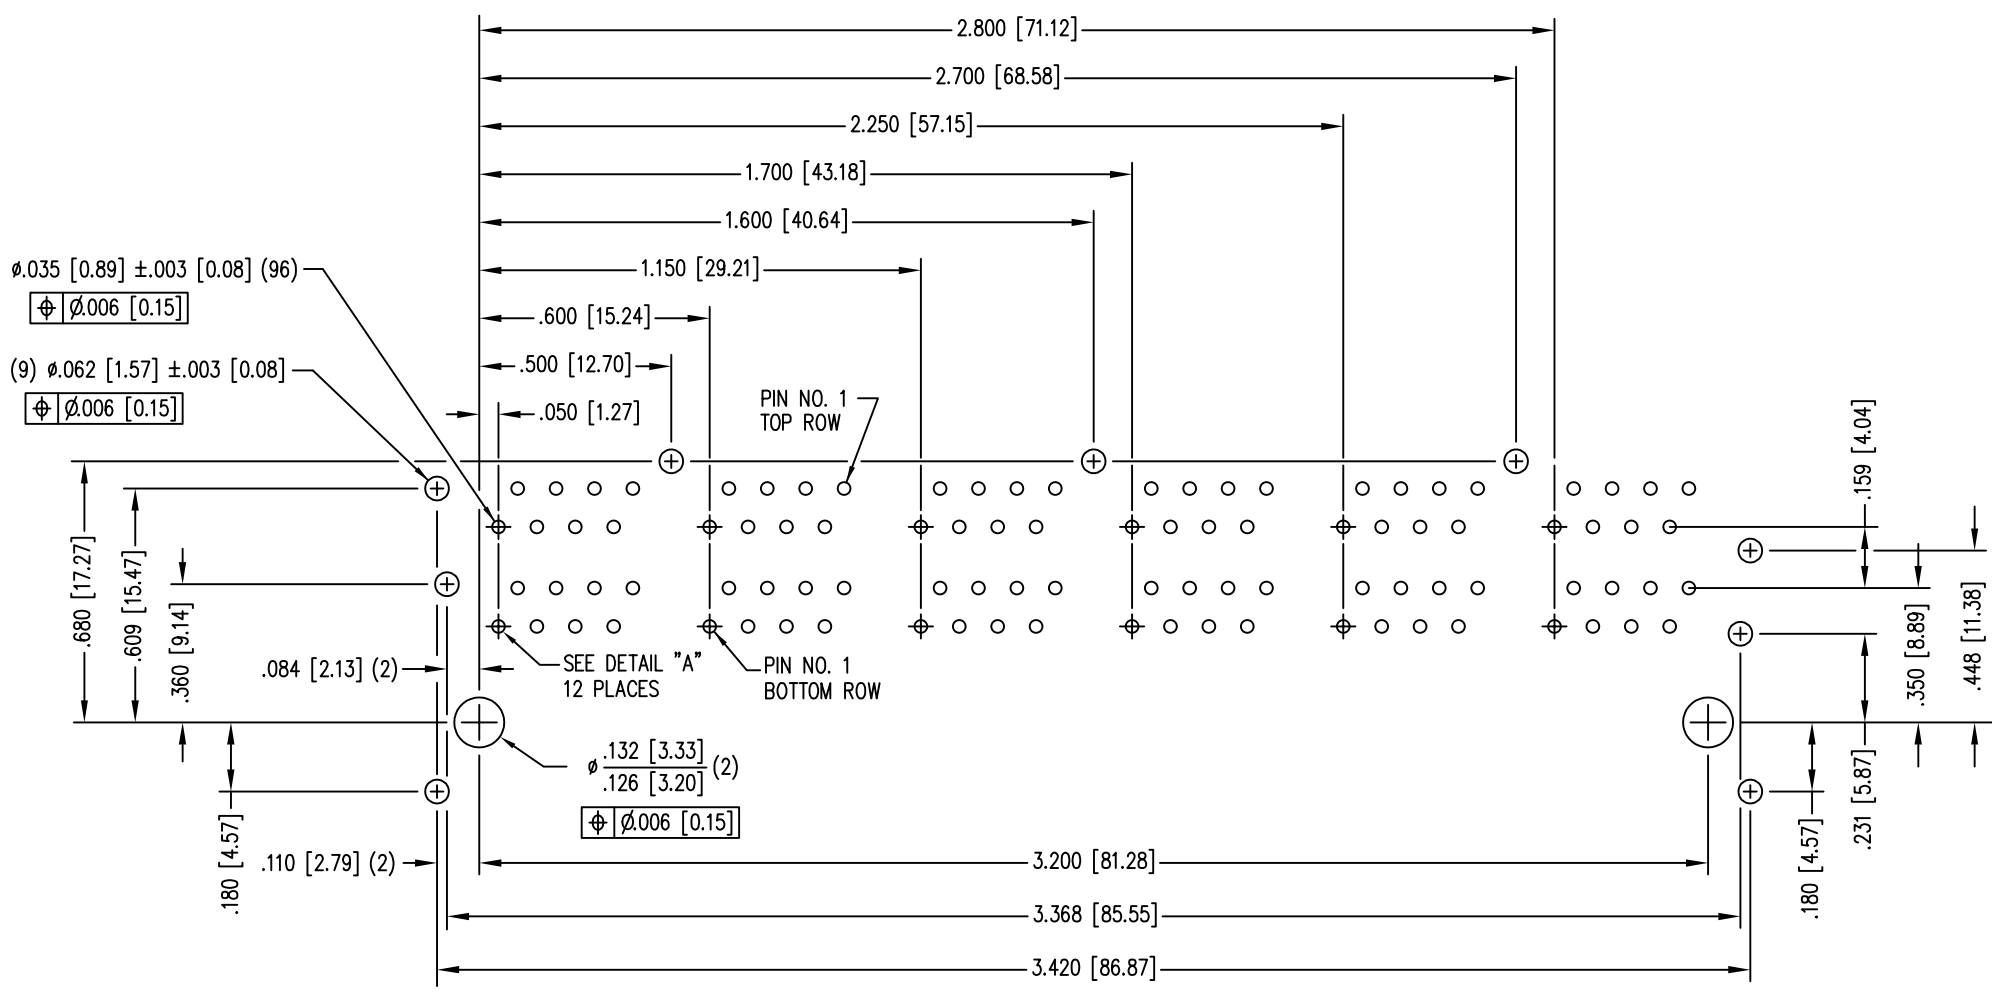 2.800 [71.12]
2.700 [68.58]
2.250 [57.15]
1.700 [43.18]
1.600 [40.64]
1.150 [29.21]
.600 [15.24]
.500 [12.70]
.050 [1.27]
ø.035 [0.89] ±.003 [0.08] (96)
⌖ Ø.006 [0.15]
(9) ø.062 [1.57] ±.003 [0.08]
⌖ Ø.006 [0.15]
PIN NO. 1
TOP ROW
.159 [4.04]
.680 [17.27]
.609 [15.47]
.360 [9.14]
.084 [2.13] (2)
SEE DETAIL "A"
12 PLACES
PIN NO. 1
BOTTOM ROW
.350 [8.89]
.448 [11.38]
ø .132 [3.33]
.126 [3.20] (2)
⌖ Ø.006 [0.15]
.231 [5.87]
.180 [4.57]
.180 [4.57]
.110 [2.79] (2)
3.200 [81.28]
3.368 [85.55]
3.420 [86.87]